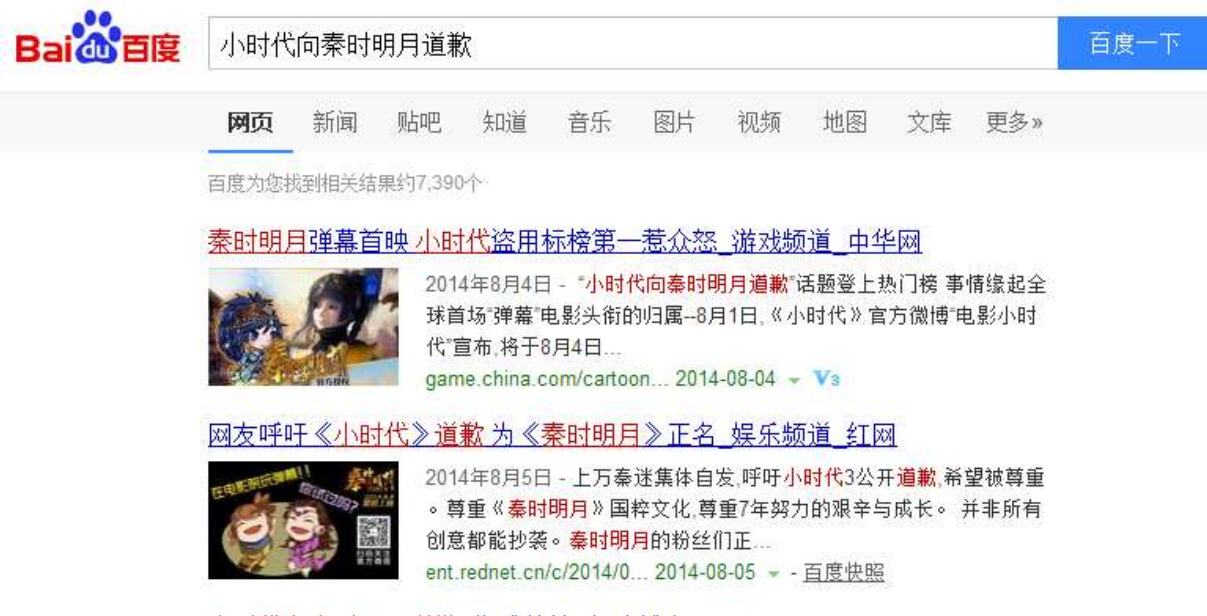 Baidu百度
小时代向秦时明月道歉
百度一下
网页 新闻 贴吧 知道 音乐 图片 视频 地图 文库 更多»
百度为您找到相关结果约7,390个
秦时明月弹幕首映 小时代盗用标榜第一惹众怒_游戏频道_中华网
2014年8月4日 - “小时代向秦时明月道歉”话题登上热门榜 事情缘起全
球首场“弹幕”电影头衔的归属--8月1日,《小时代》官方微博“电影小时
代”宣布,将于8月4日...
game.china.com/cartoon... 2014-08-04 V3
网友呼吁《小时代》道歉 为《秦时明月》正名_娱乐频道_红网
在电影院玩弹幕!!
2014年8月5日 - 上万秦迷集体自发,呼吁小时代3公开道歉,希望被尊重
。尊重《秦时明月》国粹文化,尊重7年努力的艰辛与成长。 并非所有
创意都能抄袭。秦时明月的粉丝们正...
ent.rednet.cn/c/2014/0... 2014-08-05 - 百度快照